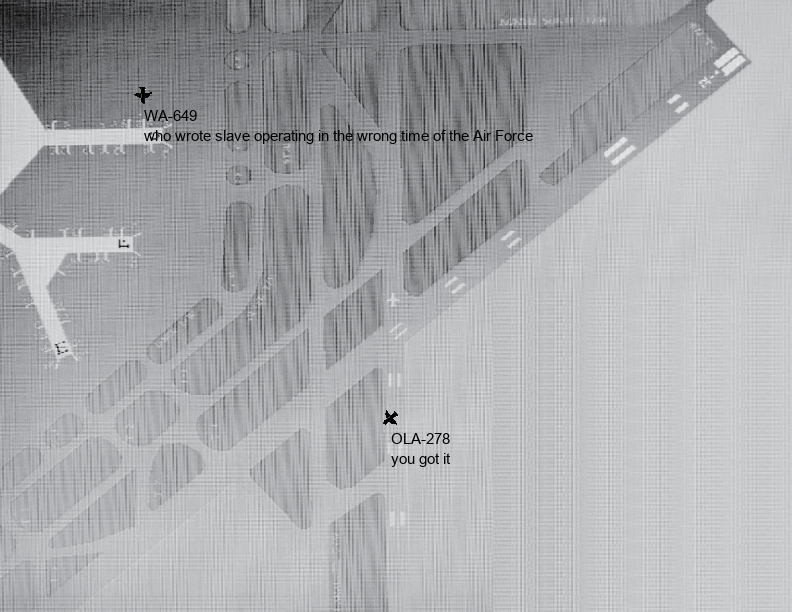 WA-649
who wrote slave operating in the wrong time of the Air Force
OLA-278
you got it